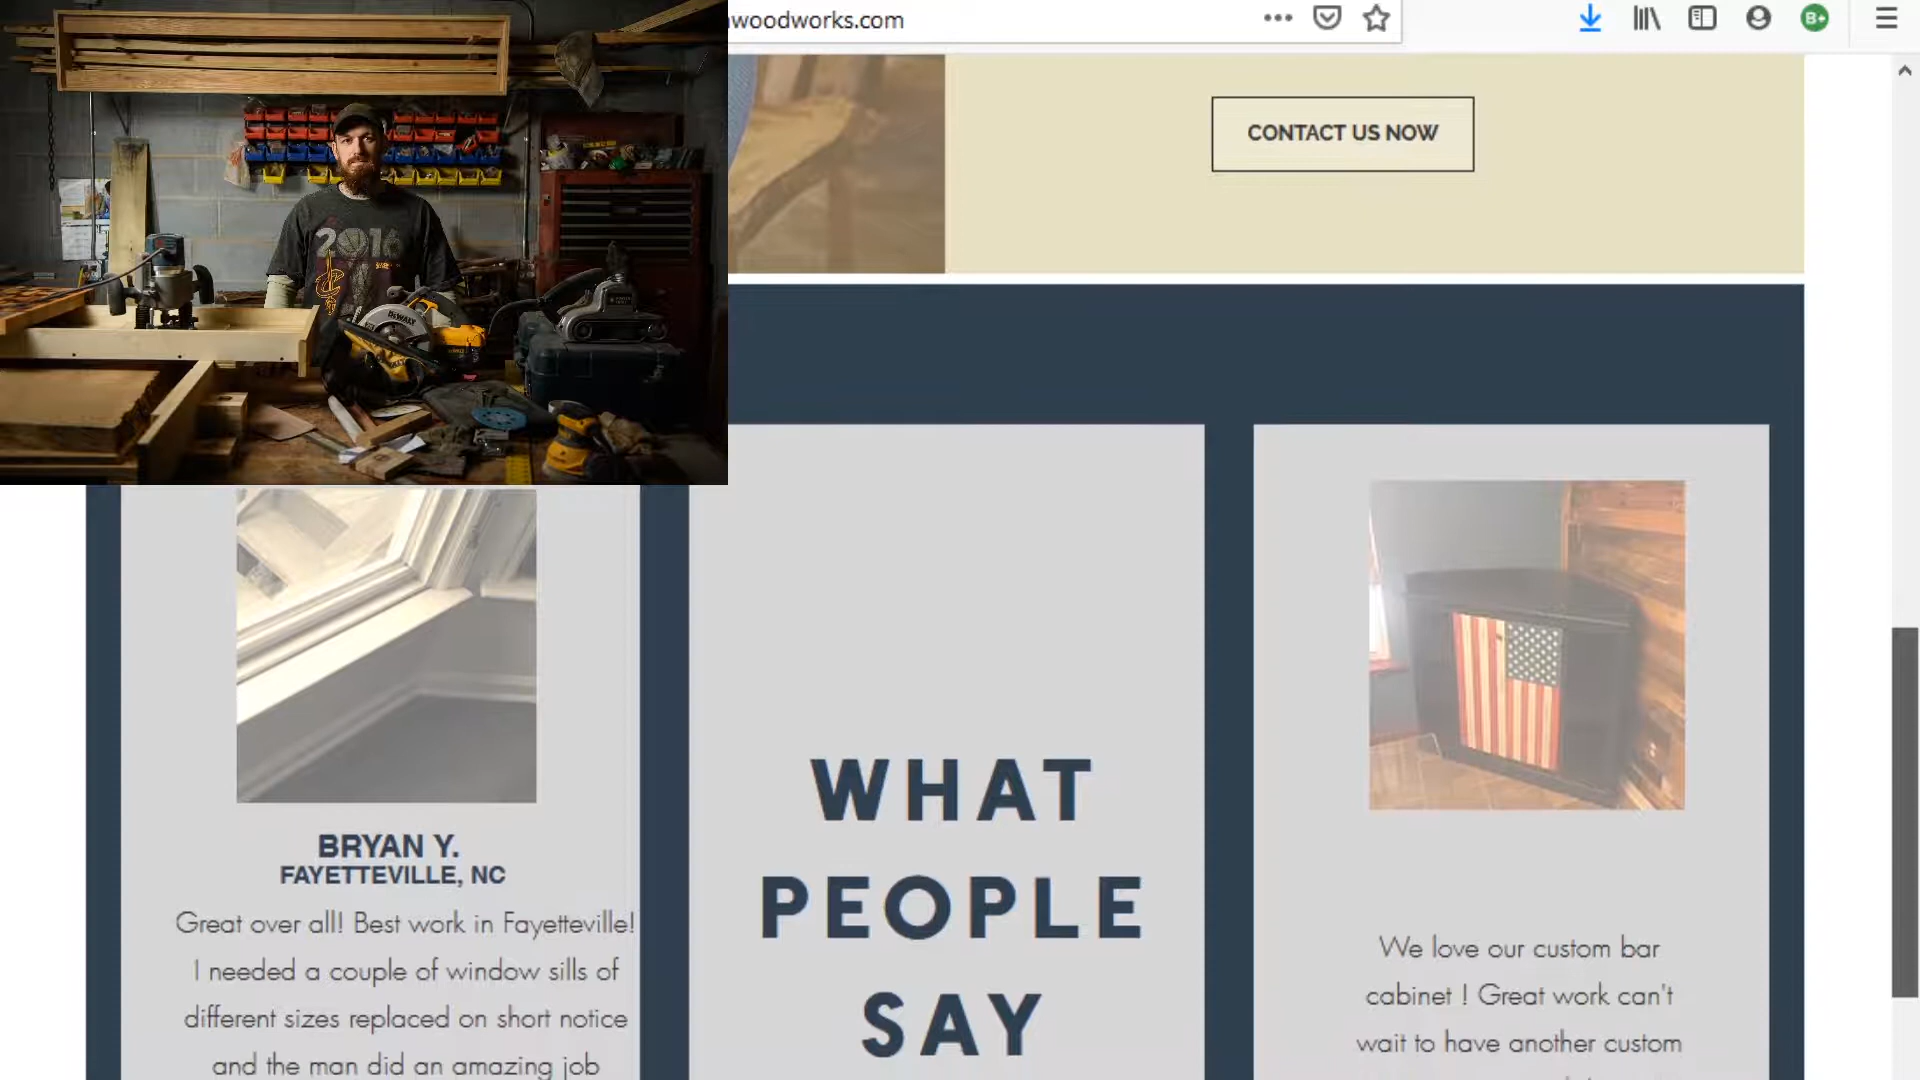 woodworks.com
B+
CONTACT US NOW
2016
DEWALT
BRYAN Y.
FAYETTEVILLE, NC
Great over all! Best work in Fayetteville!
I needed a couple of window sills of
different sizes replaced on short notice
and the man did an amazing job
WHAT
PEOPLE
SAY
We love our custom bar
cabinet ! Great work can't
wait to have another custom